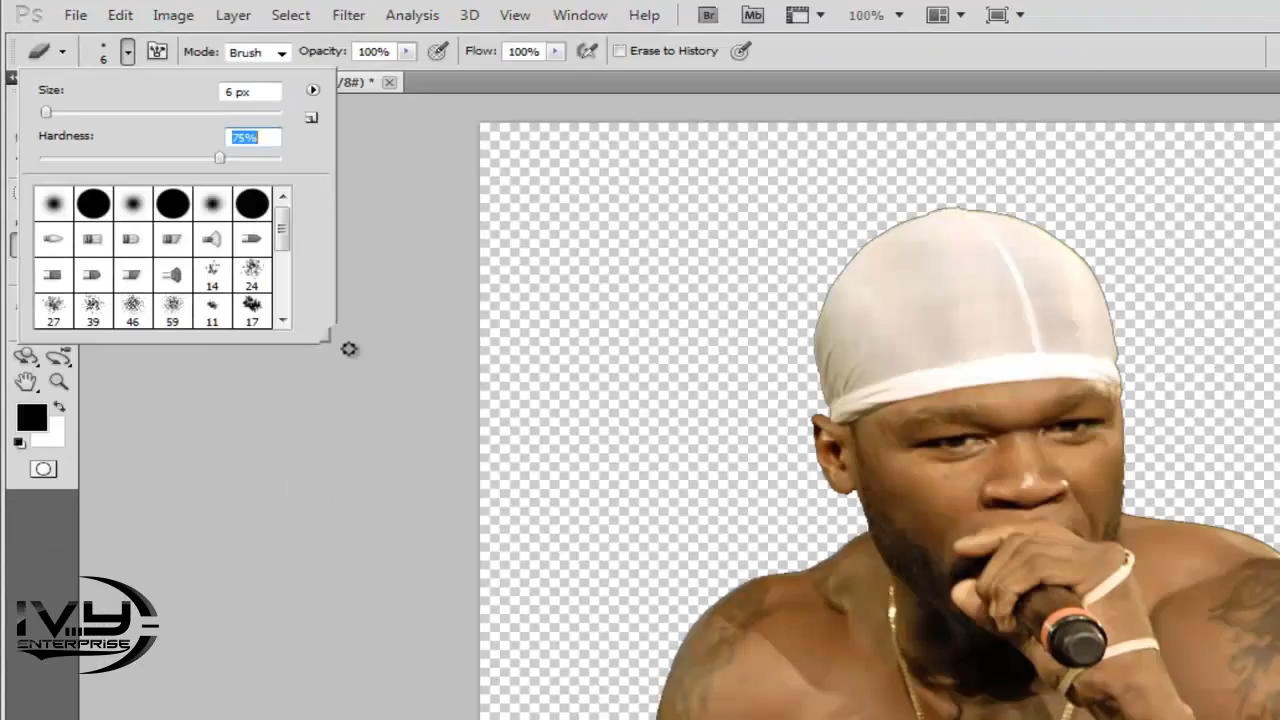 Ps File Edit Image Layer Select Filter Analysis 3D View Window Help Br Mb 100%
6 Mode: Brush Opacity: 100% Flow: 100% Erase to History
/8#) *
Size: 6 px
Hardness: 75%
14 24
27 39 46 59 11 17
IV...Y
ENTERPRISE